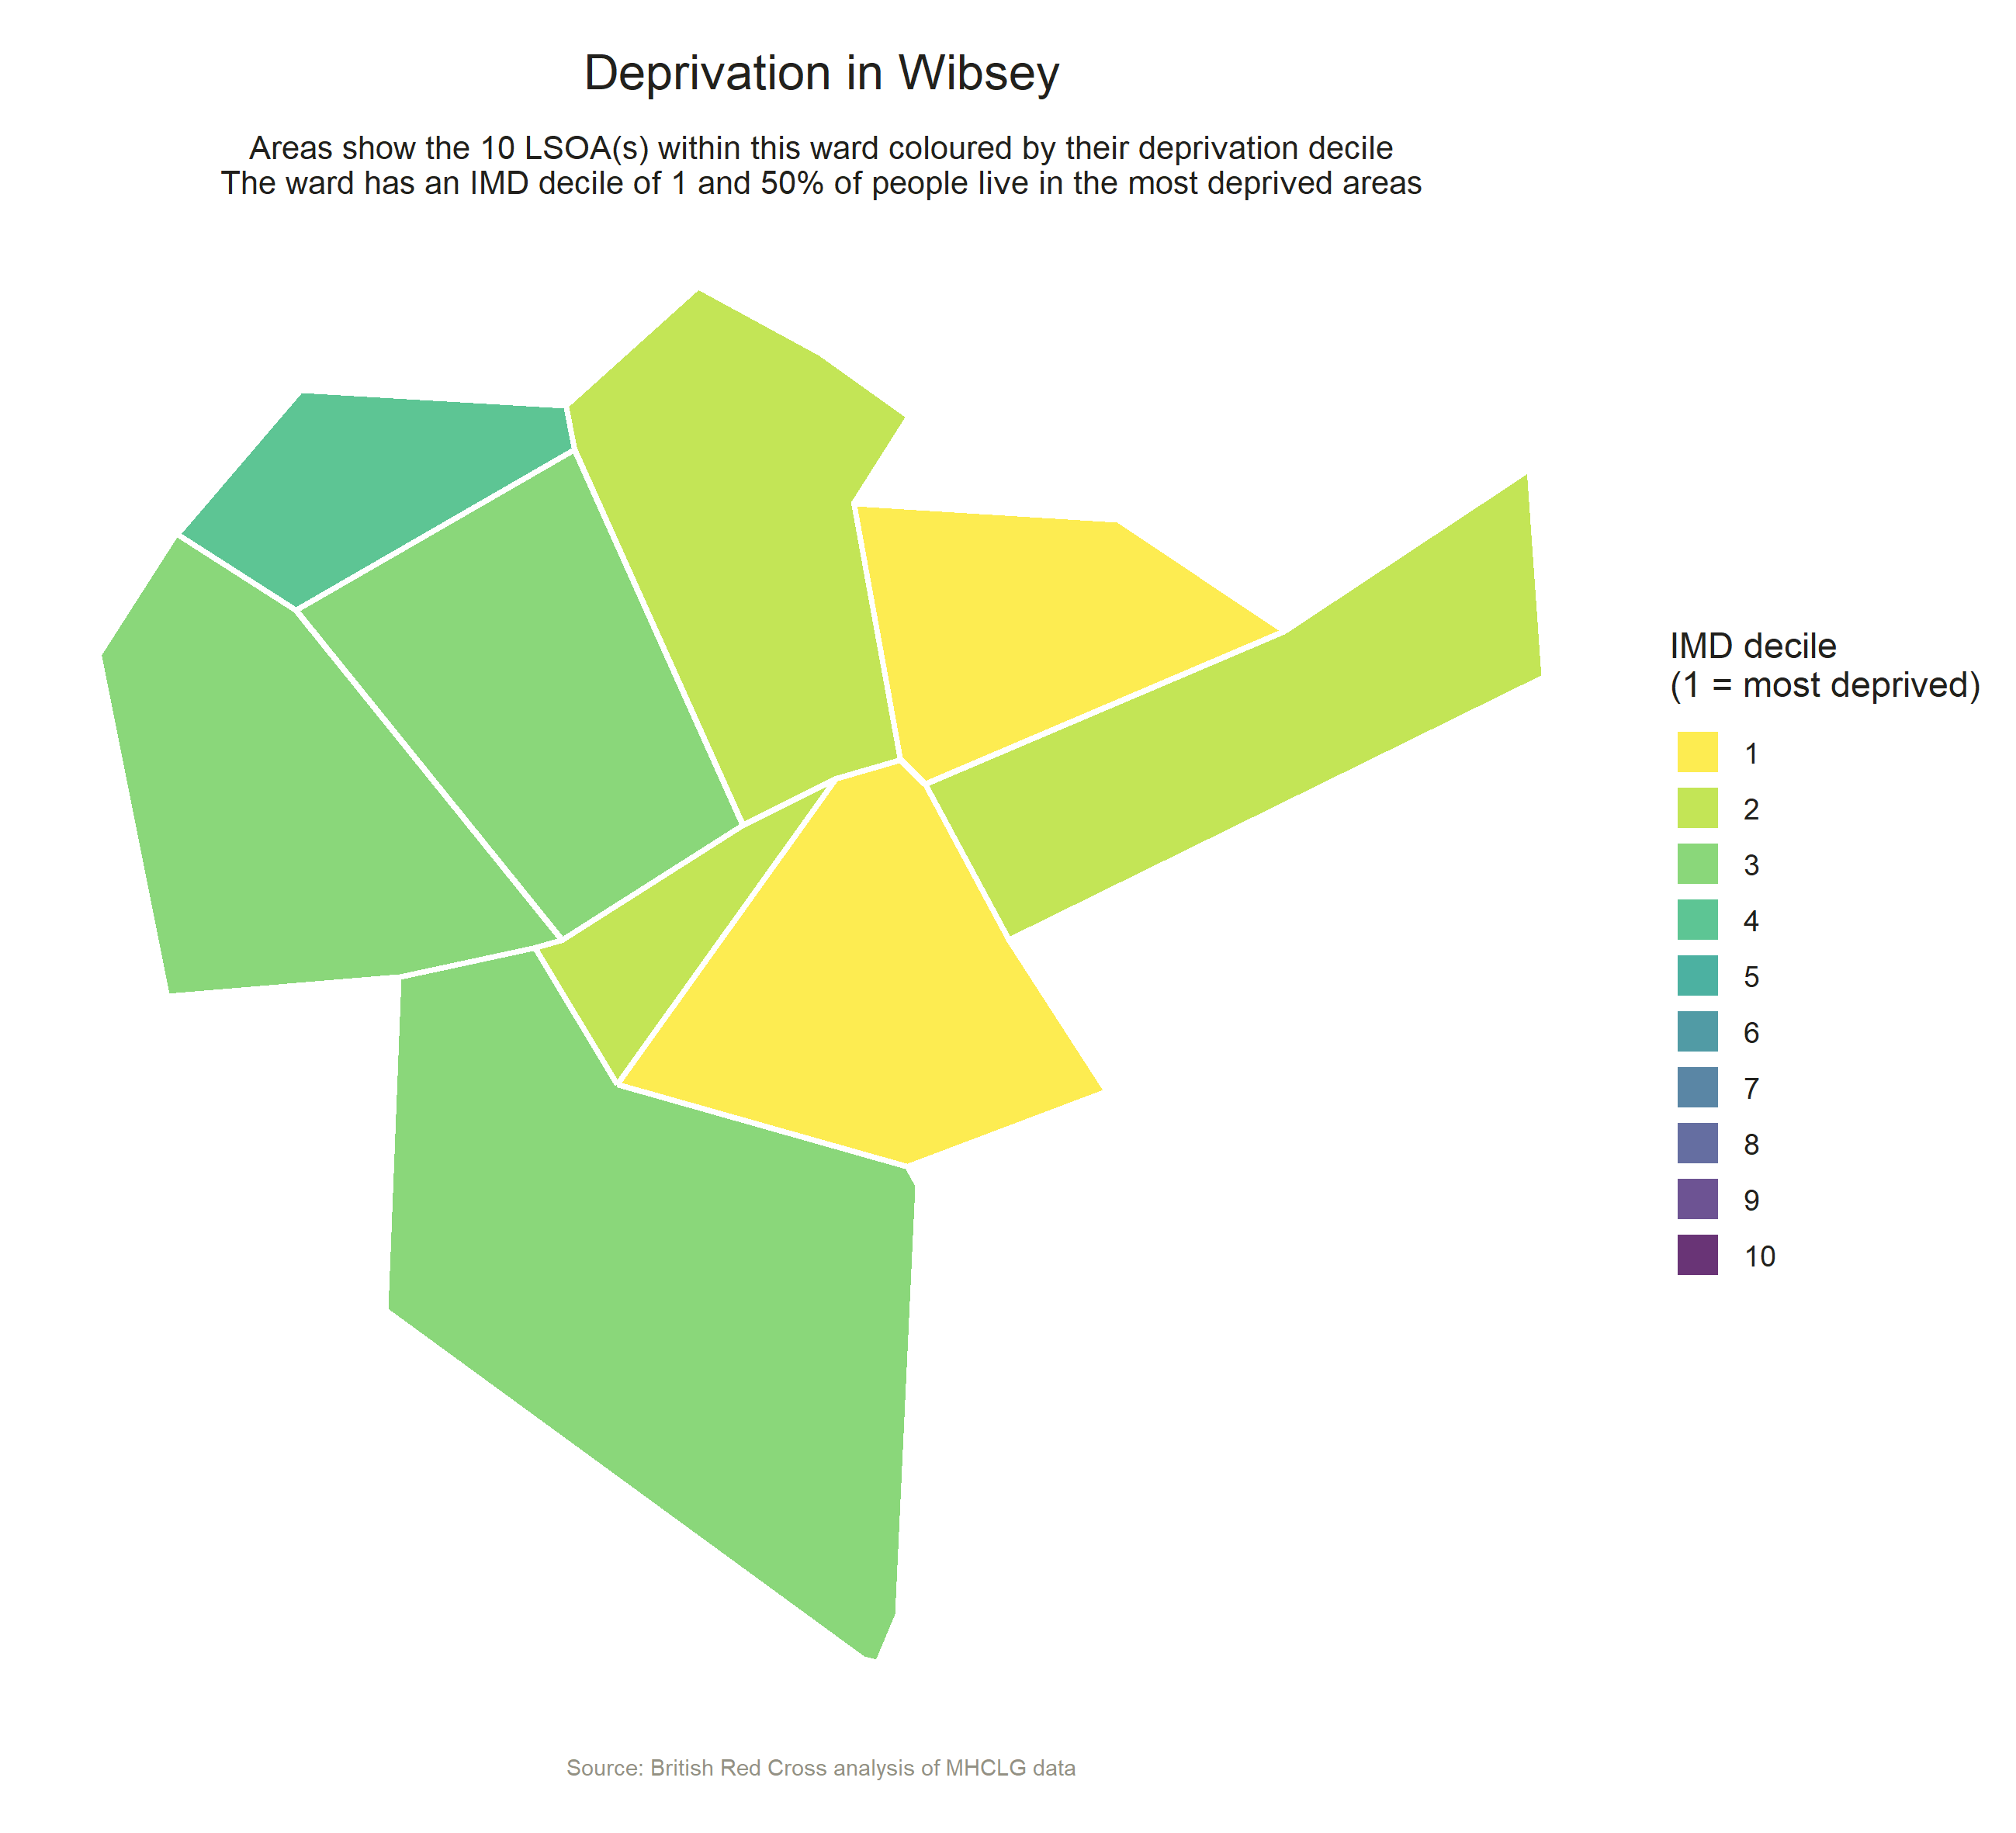 Deprivation in Wibsey
Areas show the 10 LSOA(s) within this ward coloured by their deprivation decile
The ward has an IMD decile of 1 and 50% of people live in the most deprived areas
IMD decile
(1 = most deprived)
1
2
3
4
5
6
7
8
9
10
Source: British Red Cross analysis of MHCLG data